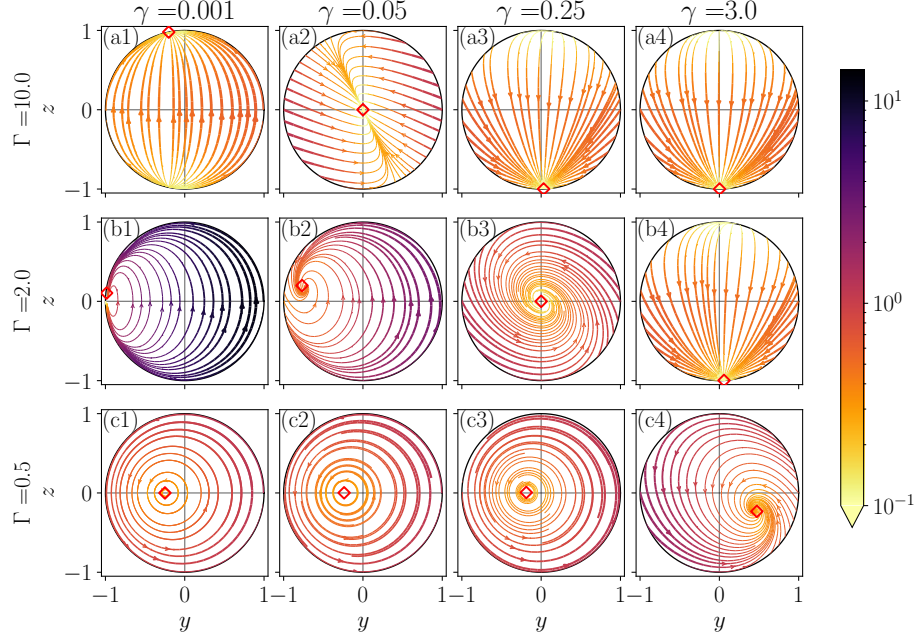 γ =0.001 γ =0.05 γ =0.25 γ =3.0
Γ =10.0
z
1
0
−1
(a1) (a2) (a3) (a4)
Γ =2.0
z
1
0
−1
(b1) (b2) (b3) (b4)
Γ =0.5
z
1
0
−1
(c1) (c2) (c3) (c4)
−1 0 1 −1 0 1 −1 0 1 −1 0 1
y y y y
10¹
10⁰
10⁻¹